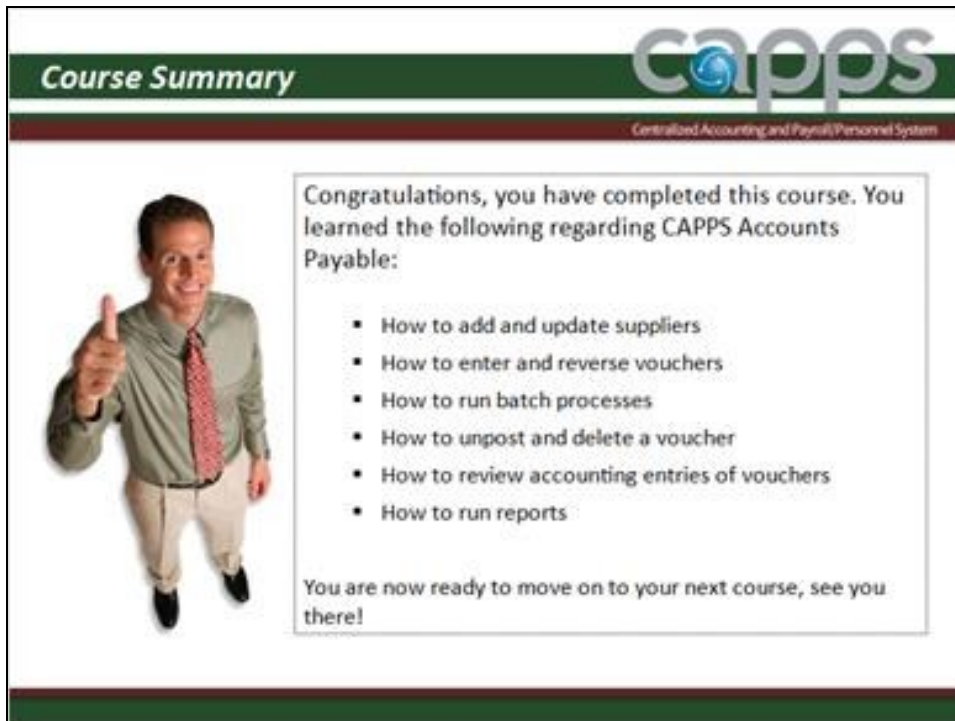 Course Summary
capps
Centralized Accounting and Payroll/Personnel System
Congratulations, you have completed this course. You
learned the following regarding CAPPS Accounts
Payable:
▪ How to add and update suppliers
▪ How to enter and reverse vouchers
▪ How to run batch processes
▪ How to unpost and delete a voucher
▪ How to review accounting entries of vouchers
▪ How to run reports
You are now ready to move on to your next course, see you
there!